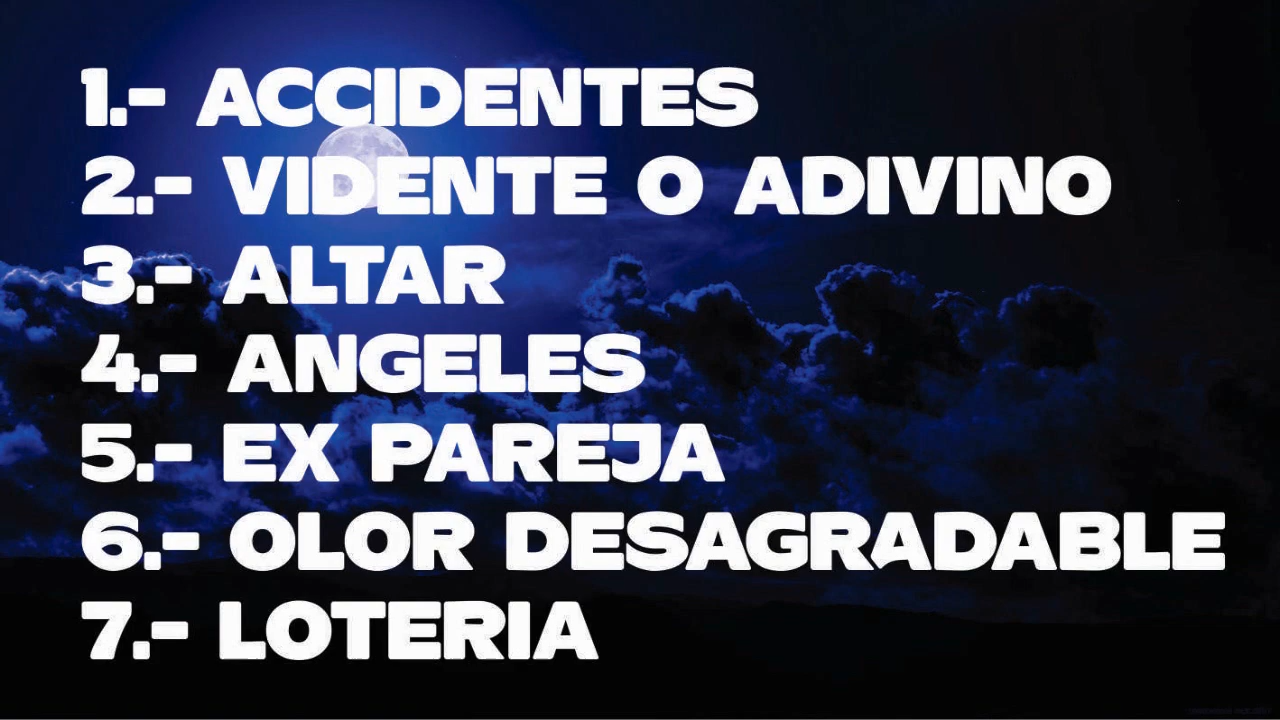 1.- ACCIDENTES
2.- VIDENTE O ADIVINO
3.- ALTAR
4.- ANGELES
5.- EX PAREJA
6.- OLOR DESAGRADABLE
7.- LOTERIA